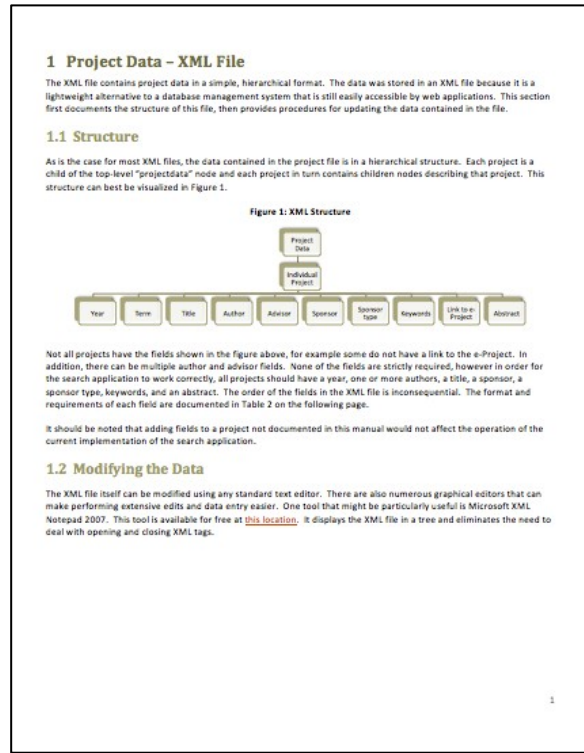 1 Project Data – XML File
The XML file contains project data in a simple, hierarchical format. The data was stored in an XML file because it is a
lightweight alternative to a database management system that is still easily accessible by web applications. This section
first documents the structure of this file, then provides procedures for updating the data contained in the file.
1.1 Structure
As is the case for most XML files, the data contained in the project file is in a hierarchical structure. Each project is a
child of the top-level "projectdata" node and each project in turn contains children nodes describing that project. This
structure can best be visualized in Figure 1.
Figure 1: XML Structure
Project
Data
Individual
Project
Year Term Title Author Advisor Sponsor Sponsor type Keywords Link to e-Project Abstract
Not all projects have the fields shown in the figure above, for example some do not have a link to the e-Project. In
addition, there can be multiple author and advisor fields. None of the fields are strictly required, however in order for
the search application to work correctly, all projects should have a year, one or more authors, a title, a sponsor, a
sponsor type, keywords, and an abstract. The order of the fields in the XML file is inconsequential. The format and
requirements of each field are documented in Table 2 on the following page.
It should be noted that adding fields to a project not documented in this manual would not affect the operation of the
current implementation of the search application.
1.2 Modifying the Data
The XML file itself can be modified using any standard text editor. There are also numerous graphical editors that can
make performing extensive edits and data entry easier. One tool that might be particularly useful is Microsoft XML
Notepad 2007. This tool is available for free at this location. It displays the XML file in a tree and eliminates the need to
deal with opening and closing XML tags.
1